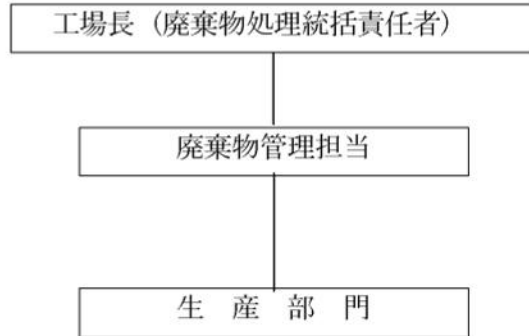 工場長（廃棄物処理統括責任者）
廃棄物管理担当
生　産　部　門